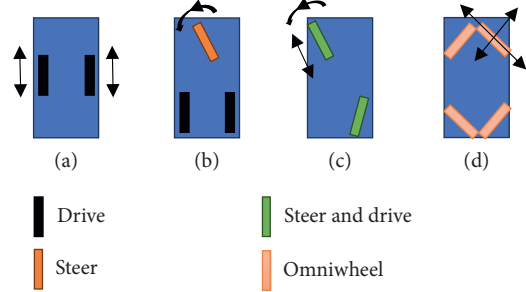 (a)
(b)
(c)
(d)
Drive
Steer and drive
Steer
Omniwheel